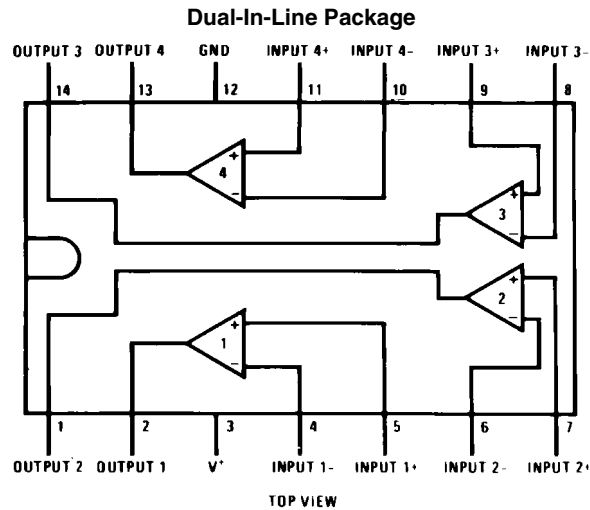 Dual-In-Line Package
OUTPUT 3 OUTPUT 4 GND INPUT 4+ INPUT 4- INPUT 3+ INPUT 3-
14 13 12 11 10 9 8
+
4
-
+
3
-
+
2
-
+
1
-
1 2 3 4 5 6 7
OUTPUT 2 OUTPUT 1 V+ INPUT 1- INPUT 1+ INPUT 2- INPUT 2+
TOP VIEW